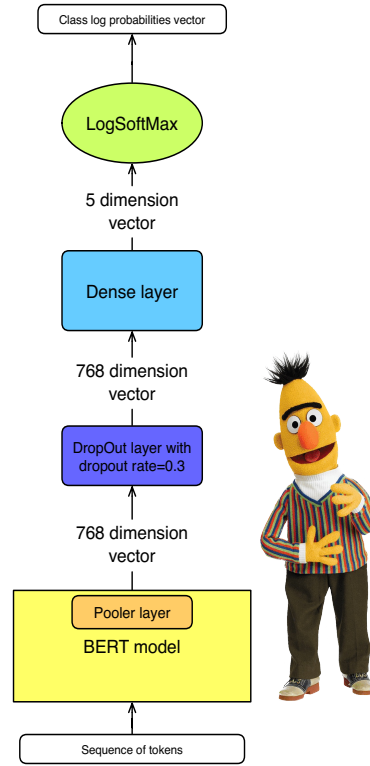 Class log probabilities vector
LogSoftMax
5 dimension
vector
Dense layer
768 dimension
vector
DropOut layer with
dropout rate=0.3
768 dimension
vector
Pooler layer
BERT model
Sequence of tokens